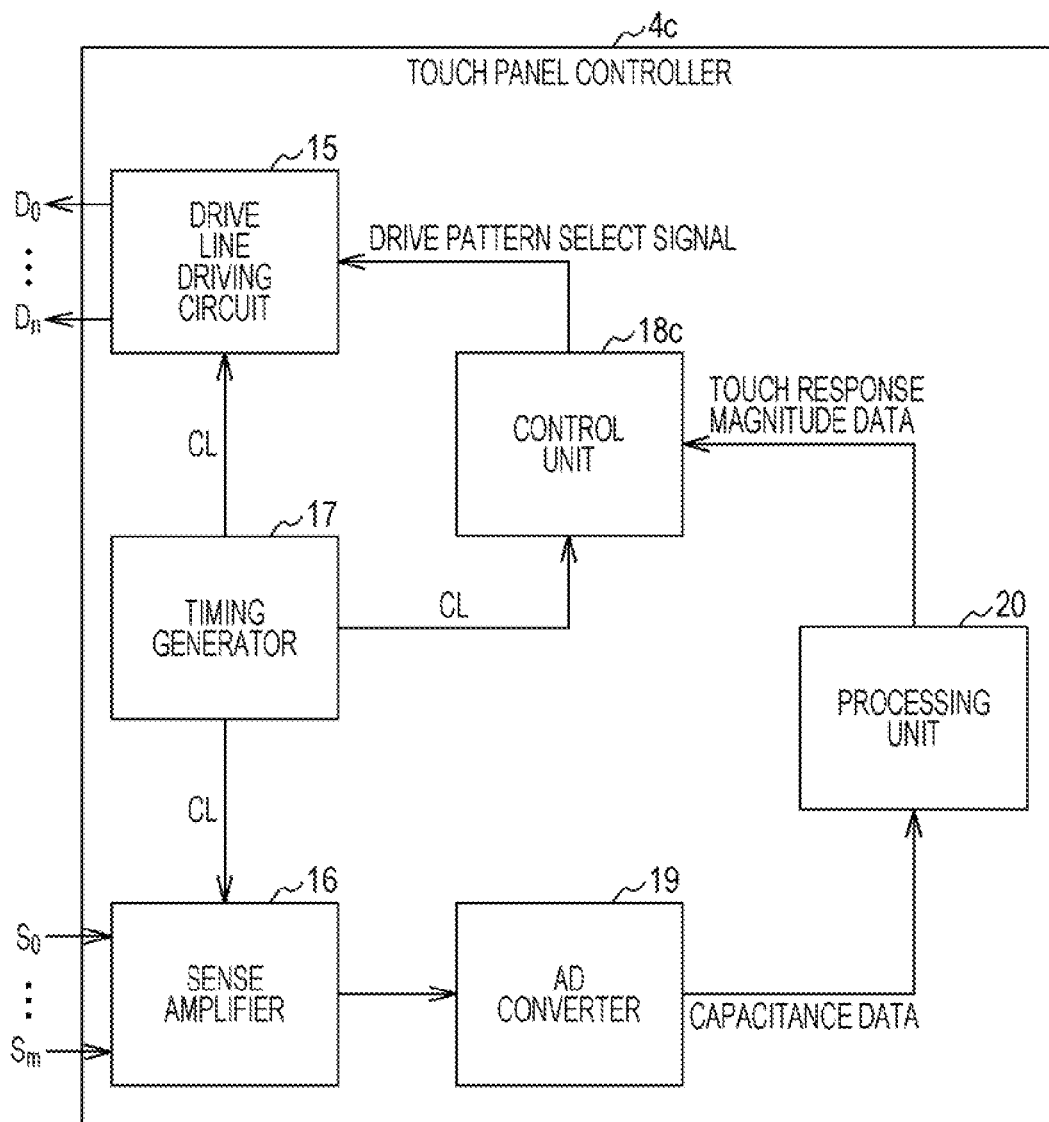 4c
TOUCH PANEL CONTROLLER
15
D0
DRIVE
LINE
DRIVING
CIRCUIT
Dn
DRIVE PATTERN SELECT SIGNAL
18c
CONTROL
UNIT
TOUCH RESPONSE
MAGNITUDE DATA
CL
17
TIMING
GENERATOR
CL
20
PROCESSING
UNIT
CL
16
19
S0
SENSE
AMPLIFIER
Sm
AD
CONVERTER
CAPACITANCE DATA